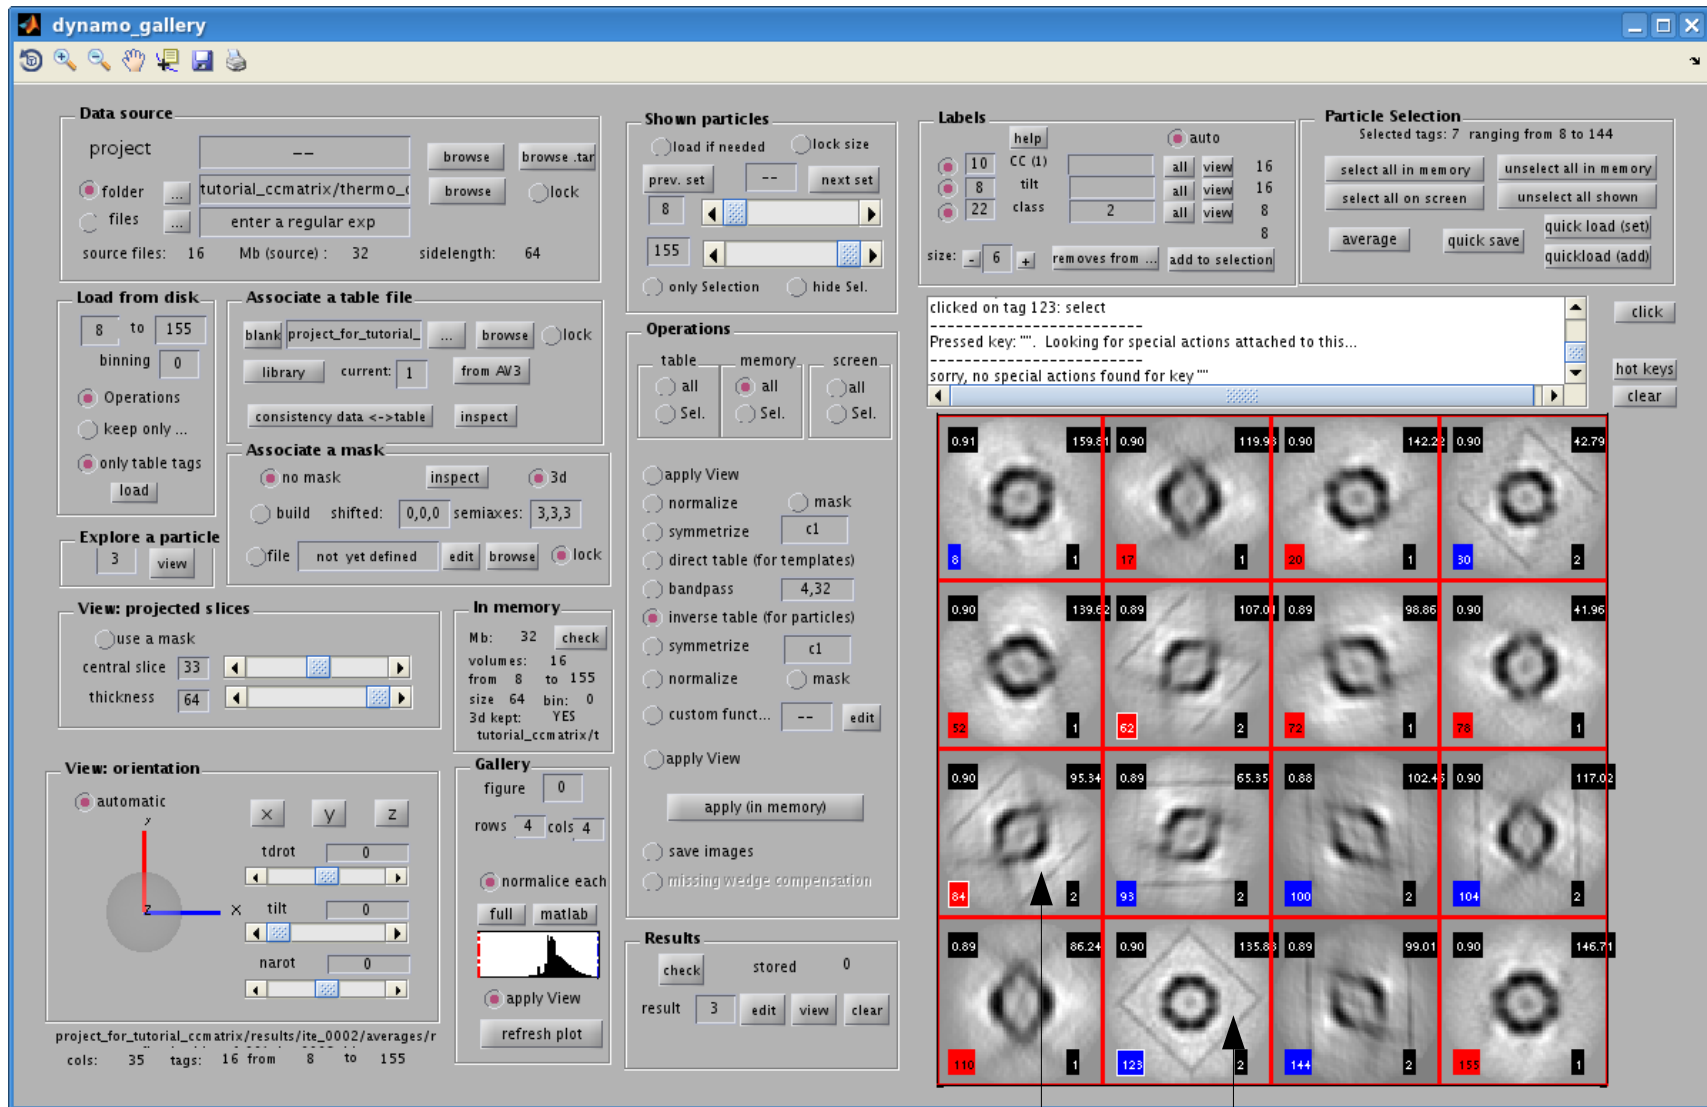 dynamo_gallery
Data source
project -- browse browse .tar
folder ... tutorial_ccmatrix/thermo_ browse lock
files ... enter a regular exp
source files: 16 Mb (source) : 32 sidelength: 64
Load from disk
8 to 155
binning 0
Operations
keep only ...
only table tags
load
Associate a table file
blank project_for_tutorial_ ... browse lock
library current: 1 from AV3
consistency data <->table inspect
Associate a mask
no mask inspect 3d
build shifted: 0,0,0 semiaxes: 3,3,3
file not yet defined edit browse lock
Explore a particle
3 view
View: projected slices
use a mask
central slice 33
thickness 64
In memory
Mb: 32 check
volumes: 16
from 8 to 155
size 64 bin: 0
3d kept: YES
tutorial_ccmatrix/t
View: orientation
automatic
x y z
y
z
X
tdrot 0
tilt 0
narot 0
project_for_tutorial_ccmatrix/results/ite_0002/averages/r
cols: 35 tags: 16 from 8 to 155
Gallery
figure 0
rows 4 cols 4
normalice each
full matlab
apply View
refresh plot
Shown particles
load if needed lock size
prev. set -- next set
8
155
only Selection hide Sel.
Operations
table memory screen
all all all
Sel. Sel. Sel.
apply View
normalize mask
symmetrize c1
direct table (for templates)
bandpass 4,32
inverse table (for particles)
symmetrize c1
normalize mask
custom funct... -- edit
apply View
apply (in memory)
save images
missing wedge compensation
Results
check stored 0
result 3 edit view clear
Labels
help auto
10 CC (1) all view 16
8 tilt all view 16
22 class 2 all view 8
8
size: - 6 + removes from ... add to selection
Particle Selection
Selected tags: 7 ranging from 8 to 144
select all in memory unselect all in memory
select all on screen unselect all shown
average quick save quick load (set)
quickload (add)
clicked on tag 123: select
-------------------------
Pressed key: "". Looking for special actions attached to this...
-------------------------
sorry, no special actions found for key ""
click
hot keys
clear
0.91 159.81 0.90 119.93 0.90 142.22 0.90 42.79
8 1 17 1 20 1 30 2
0.90 139.62 0.89 107.01 0.89 98.86 0.90 41.96
52 1 62 2 72 1 78 1
0.90 95.34 0.89 65.35 0.88 102.45 0.90 117.02
84 2 93 2 100 2 104 2
0.89 86.24 0.90 135.83 0.89 99.01 0.90 146.71
110 1 123 2 144 2 155 1